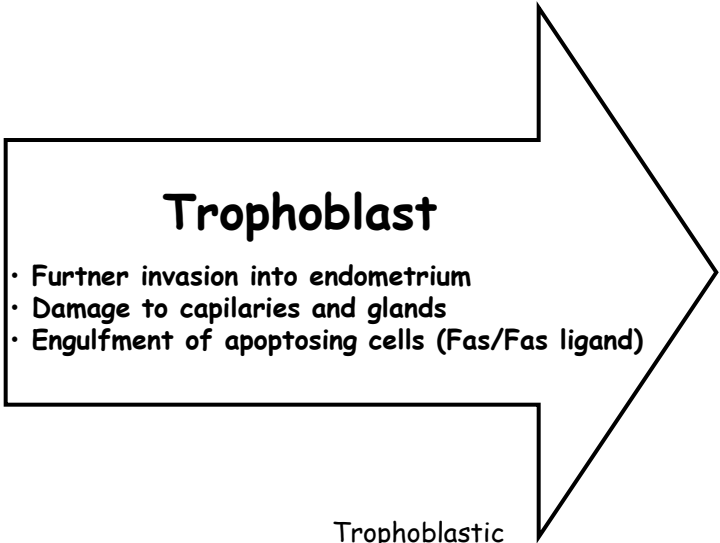 Trophoblast
• Furtner invasion into endometrium
• Damage to capilaries and glands
• Engulfment of apoptosing cells (Fas/Fas ligand)
Trophoblastic